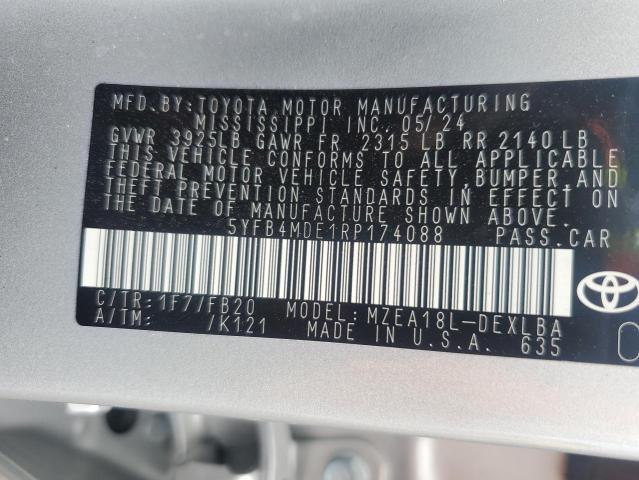 MFD.BY:TOYOTA MOTOR MANUFACTURING
MISSISSIPPI INC.05/24
GVWR 3925LB GAWR FR 2315 LB RR 2140 LB
THIS VEHICLE CONFORMS TO ALL APPLICABLE
FEDERAL MOTOR VEHICLE SAFETY,BUMPER,AND
THEFT PREVENTION STANDARDS IN EFFECT ON
THE DATE OF MANUFACTURE SHOWN ABOVE.
5YFB4MDE1RP174088 PASS.CAR
C/TR:1F7/FB20 MODEL:MZEA18L-DEXLBA
A/TM: /K121 MADE IN U.S.A. 635